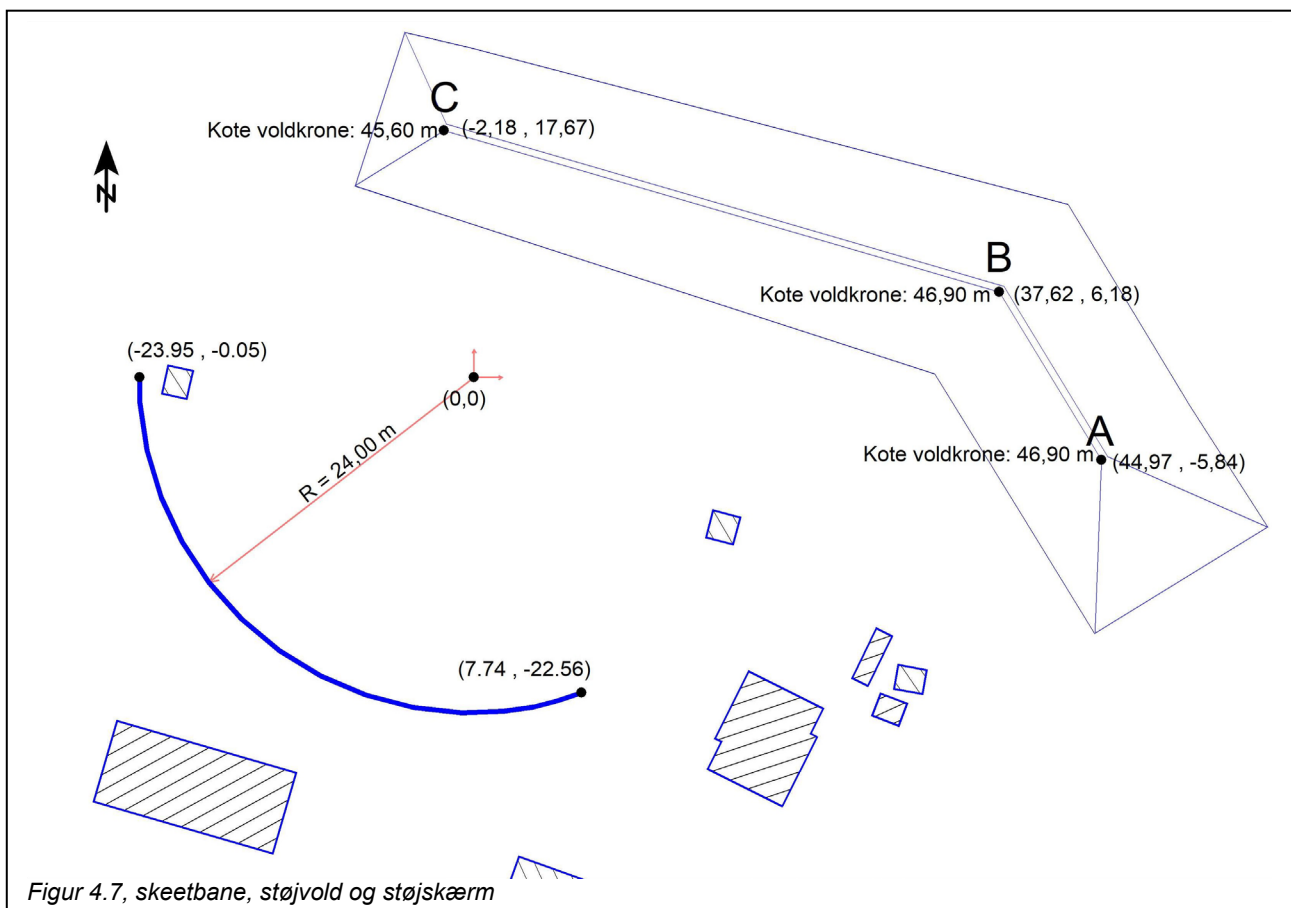 C
Kote voldkrone: 45,60 m
(-2,18 , 17,67)
N
B
Kote voldkrone: 46,90 m
(37,62 , 6,18)
(-23.95 , -0.05)
(0,0)
R = 24,00 m
A
Kote voldkrone: 46,90 m
(44,97 , -5,84)
(7.74 , -22.56)
Figur 4.7, skeetbane, støjvold og støjskærm